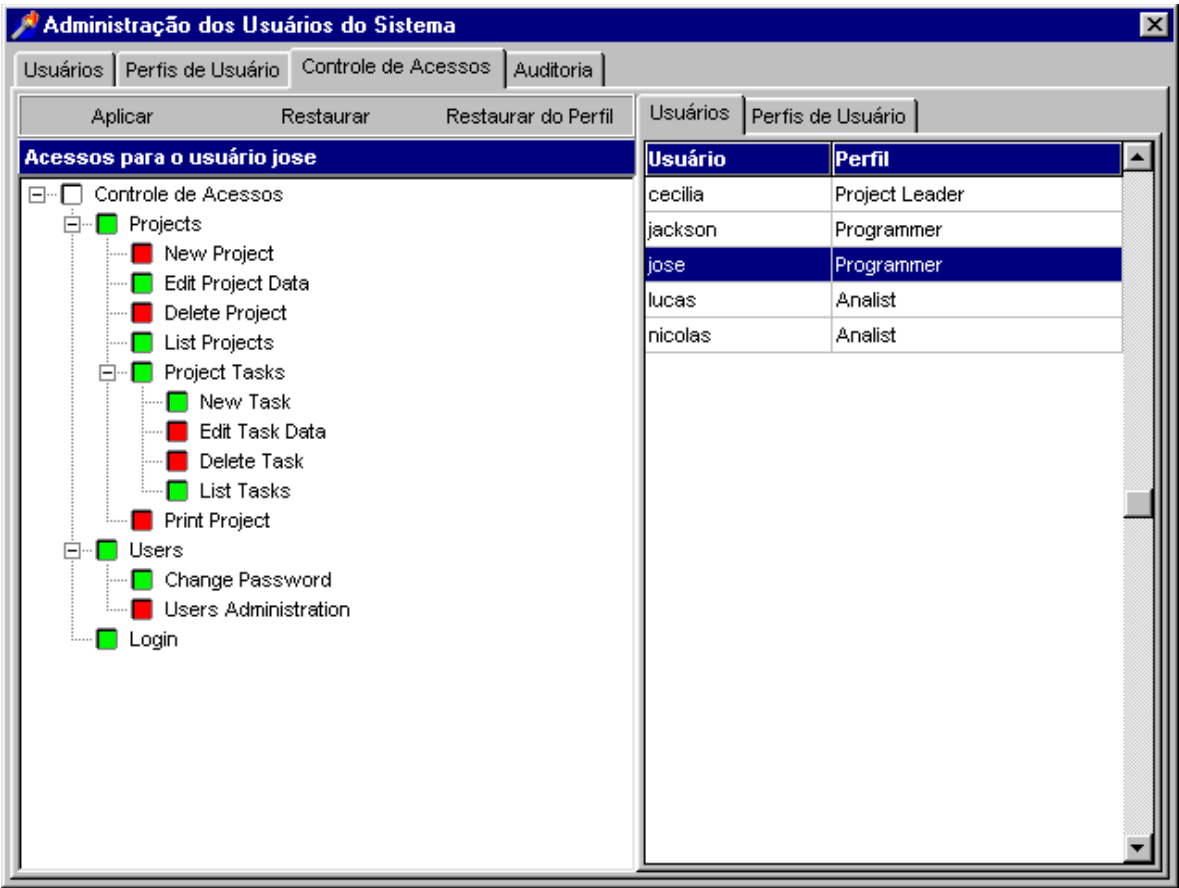 Administração dos Usuários do Sistema
Usuários Perfis de Usuário Controle de Acessos Auditoria
Aplicar Restaurar Restaurar do Perfil
Acessos para o usuário jose
Controle de Acessos
Projects
New Project
Edit Project Data
Delete Project
List Projects
Project Tasks
New Task
Edit Task Data
Delete Task
List Tasks
Print Project
Users
Change Password
Users Administration
Login
Usuários Perfis de Usuário
Usuário Perfil
cecilia Project Leader
jackson Programmer
jose Programmer
lucas Analist
nicolas Analist